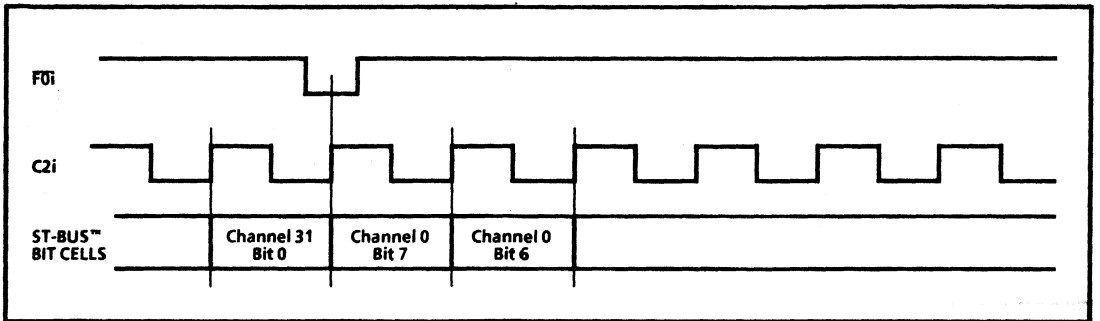 F0i
C2i
ST-BUS™
BIT CELLS
Channel 31
Bit 0
Channel 0
Bit 7
Channel 0
Bit 6